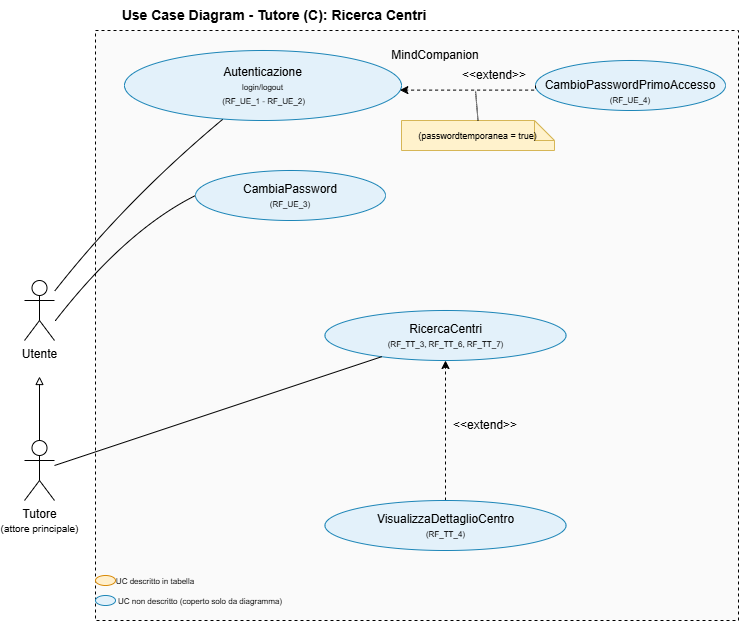 Use Case Diagram - Tutore (C): Ricerca Centri
MindCompanion
Autenticazione
login/logout
(RF_UE_1 - RF_UE_2)
<<extend>>
CambioPasswordPrimoAccesso
(RF_UE_4)
(passwordtemporanea = true)
CambiaPassword
(RF_UE_3)
Utente
RicercaCentri
(RF_TT_3, RF_TT_6, RF_TT_7)
<<extend>>
Tutore
(attore principale)
VisualizzaDettaglioCentro
(RF_TT_4)
UC descritto in tabella
UC non descritto (coperto solo da diagramma)